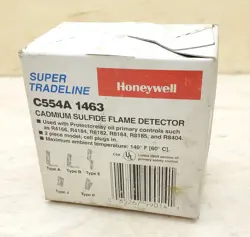 SUPER
TRADELINE
Honeywell
C554A 1463
CADMIUM SULFIDE FLAME DETECTOR
• Used with Protectorelay oil primary controls such
as R4166, R4184, R8182, R8184, R8185, and R8404.
• 2 piece model, cell plugs in.
• Maximum ambient temperature: 140° F [60° C].
Type A
Type B
Type E
Type F
UL